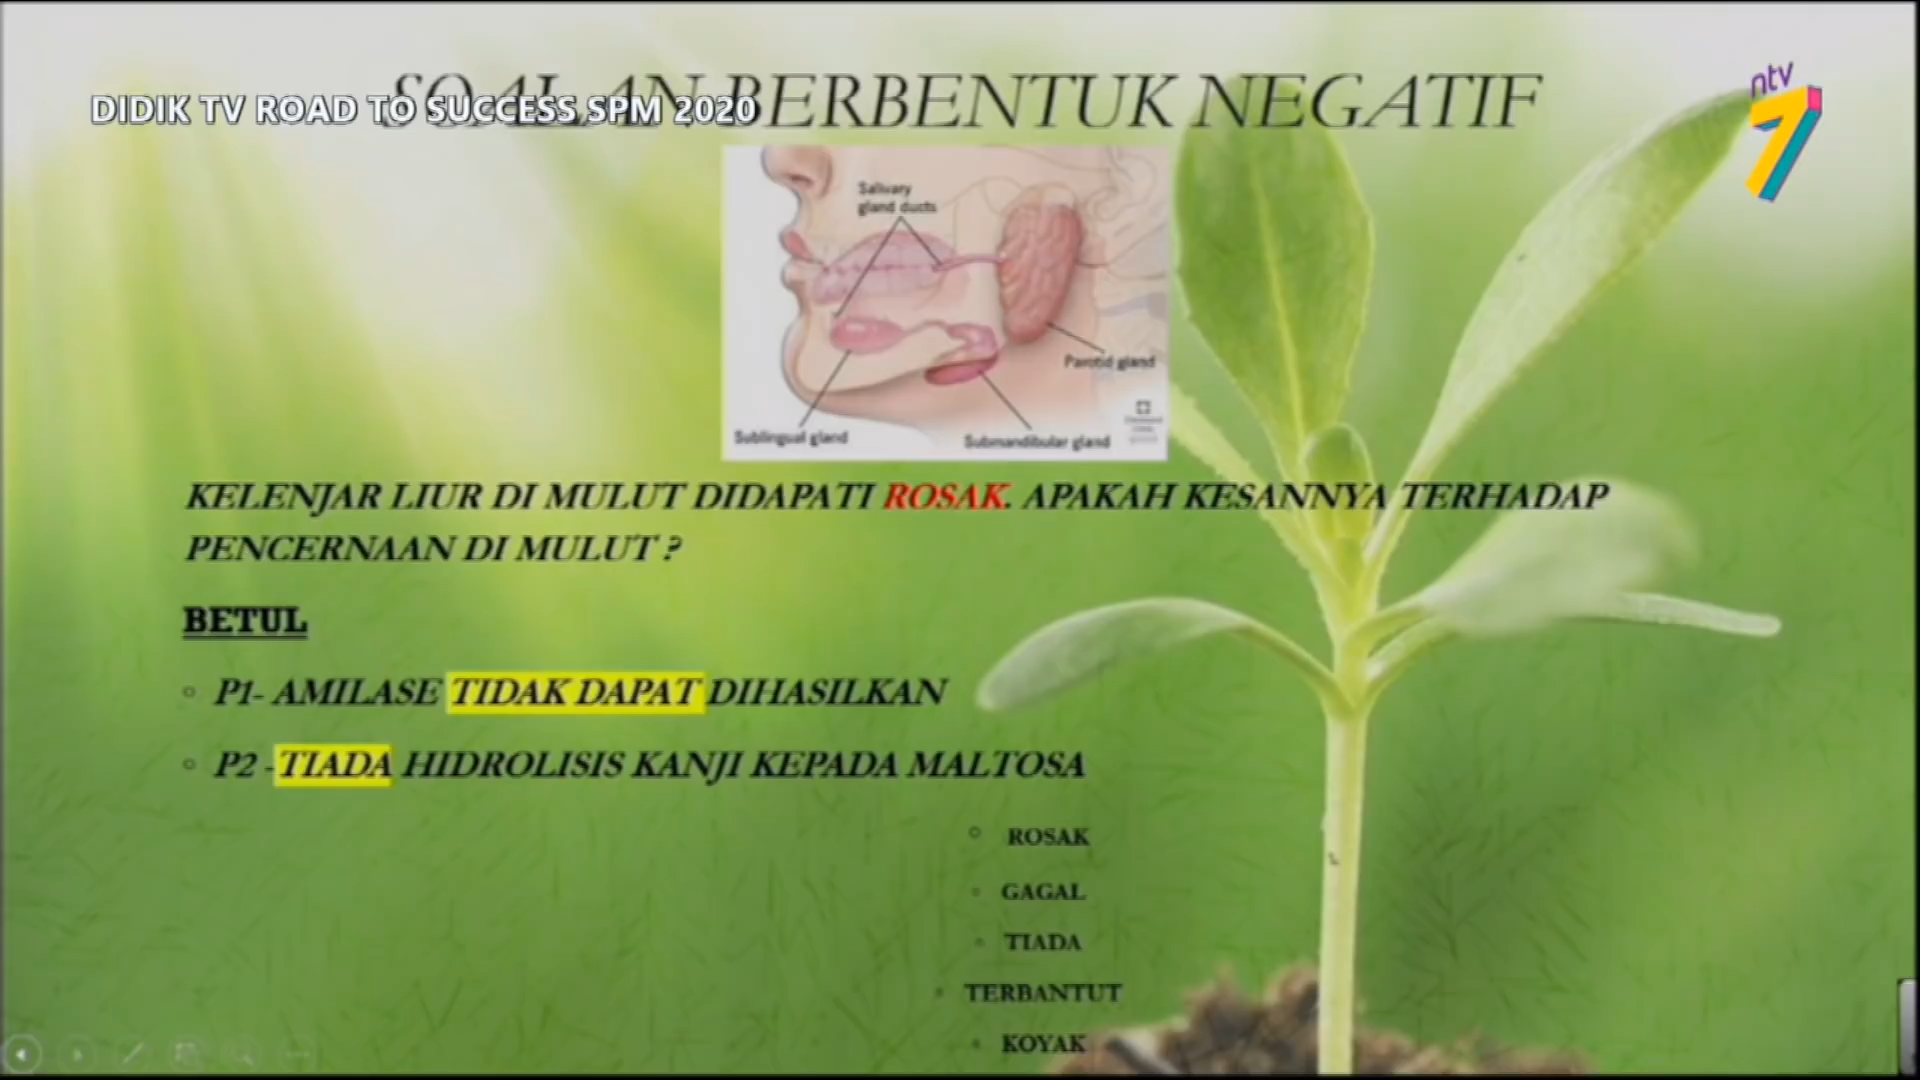 SOALAN BERBENTUK NEGATIF
DIDIK TV ROAD TO SUCCESS SPM 2020
ntv
7
Salivary
gland ducts
Parotid gland
Sublingual gland
Submandibular gland
KELENJAR LIUR DI MULUT DIDAPATI ROSAK. APAKAH KESANNYA TERHADAP
PENCERNAAN DI MULUT ?
BETUL
P1- AMILASE TIDAK DAPAT DIHASILKAN
P2 -TIADA HIDROLISIS KANJI KEPADA MALTOSA
ROSAK
GAGAL
TIADA
TERBANTUT
KOYAK